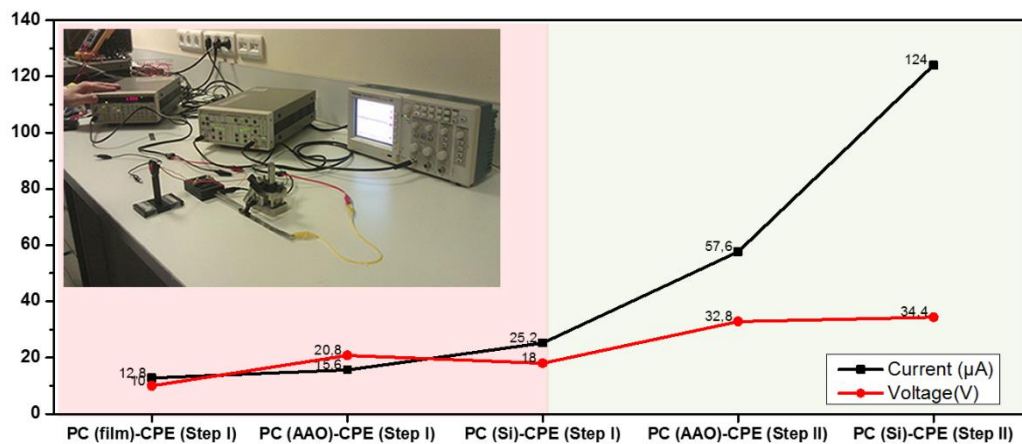 140
120
100
80
60
40
20
0
12,8
10
20,8
15,6
25,2
18
57,6
32,8
124
34,4
Current (µA)
Voltage(V)
PC (film)-CPE (Step I)
PC (AAO)-CPE (Step I)
PC (Si)-CPE (Step I)
PC (AAO)-CPE (Step II)
PC (Si)-CPE (Step II)